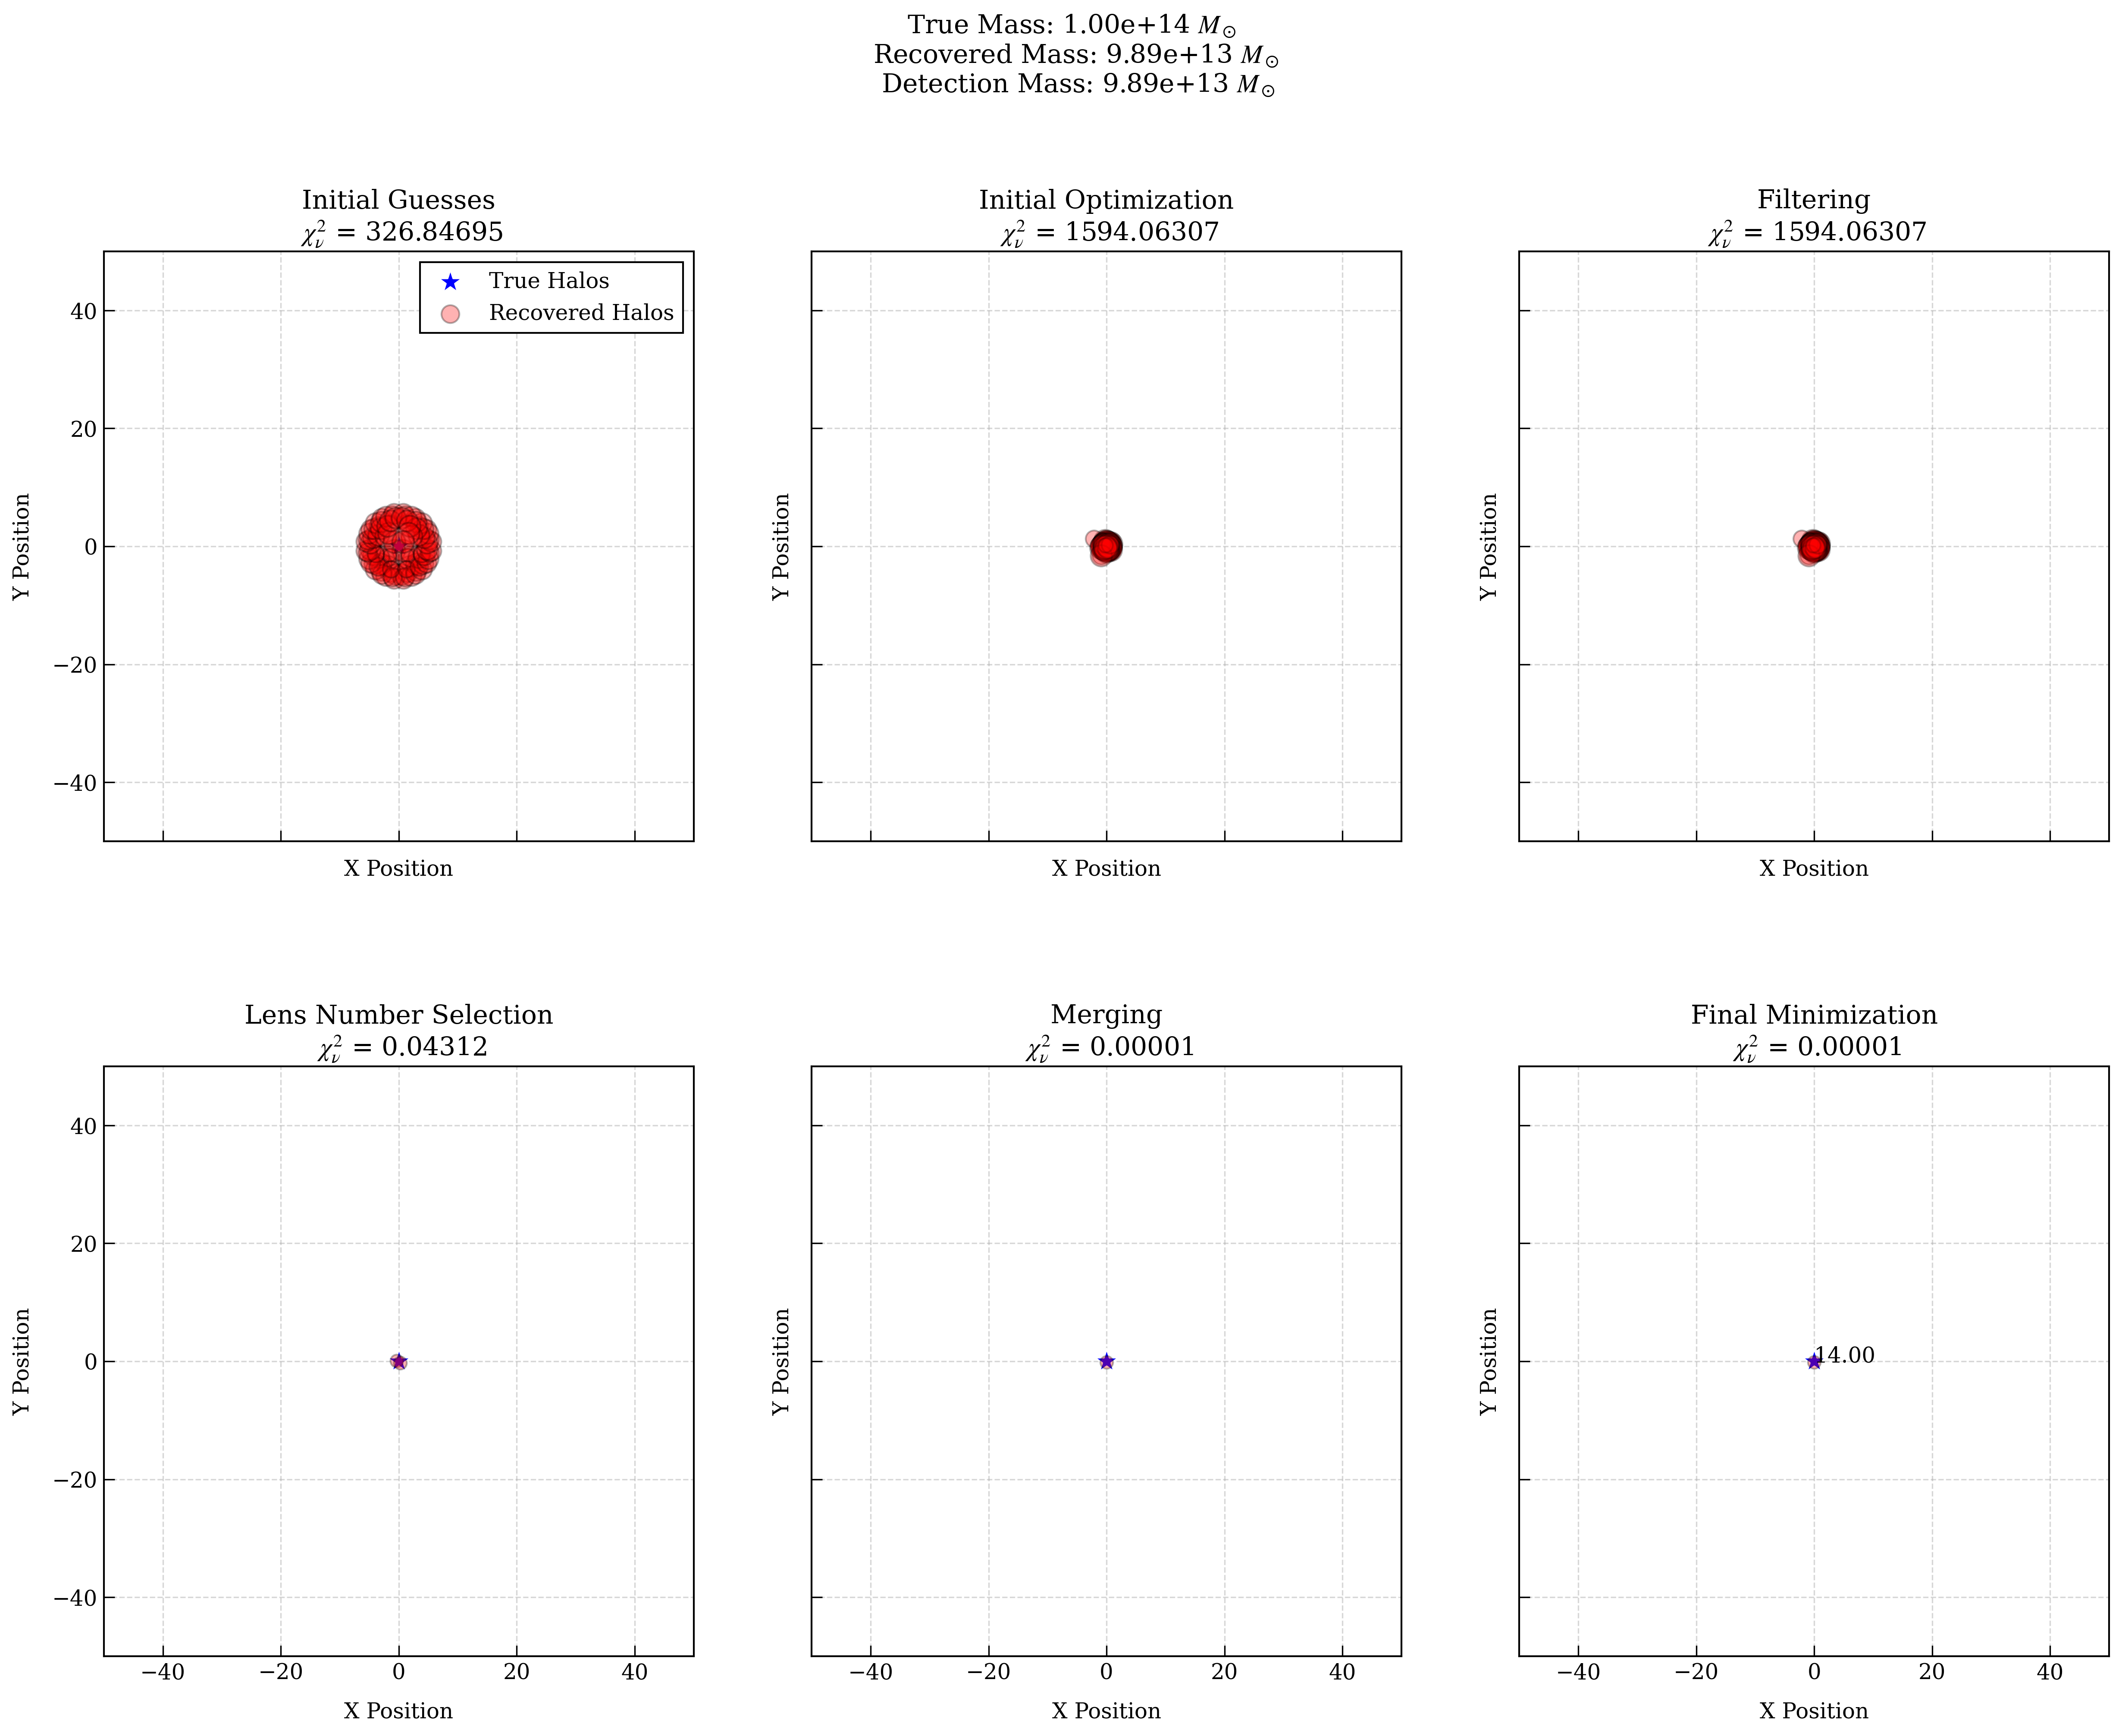 True Mass: 1.00e+14 M⊙
Recovered Mass: 9.89e+13 M⊙
Detection Mass: 9.89e+13 M⊙
Initial Guesses
χ²ν = 326.84695
Initial Optimization
χ²ν = 1594.06307
Filtering
χ²ν = 1594.06307
True Halos
Recovered Halos
40
20
0
−20
−40
Y Position
X Position
Y Position
X Position
Y Position
X Position
Lens Number Selection
χ²ν = 0.04312
Merging
χ²ν = 0.00001
Final Minimization
χ²ν = 0.00001
40
20
0
−20
−40
Y Position
−40 −20 0 20 40
X Position
Y Position
−40 −20 0 20 40
X Position
Y Position
14.00
−40 −20 0 20 40
X Position